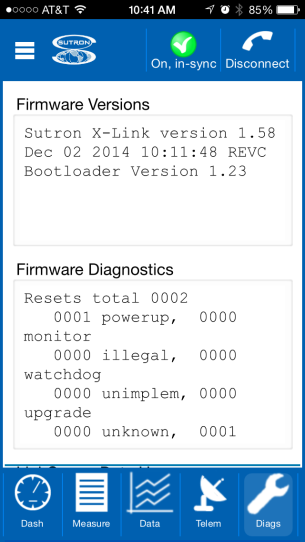 AT&T 10:41 AM 85%
SUTRON
On, in-sync Disconnect
Firmware Versions
Sutron X-Link version 1.58
Dec 02 2014 10:11:48 REVC
Bootloader Version 1.23
Firmware Diagnostics
Resets total 0002
0001 powerup, 0000
monitor
0000 illegal, 0000
watchdog
0000 unimplem, 0000
upgrade
0000 unknown, 0001
Dash Measure Data Telem Diags